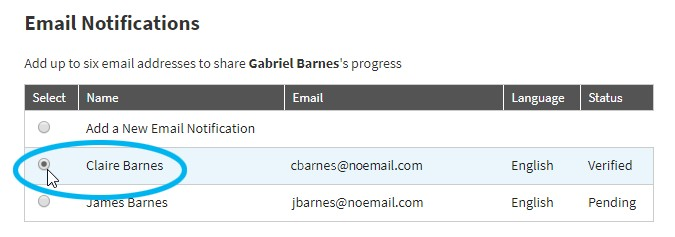 Email Notifications
Add up to six email addresses to share Gabriel Barnes's progress
Select Name Email Language Status
Add a New Email Notification
Claire Barnes cbarnes@noemail.com English Verified
James Barnes jbarnes@noemail.com English Pending